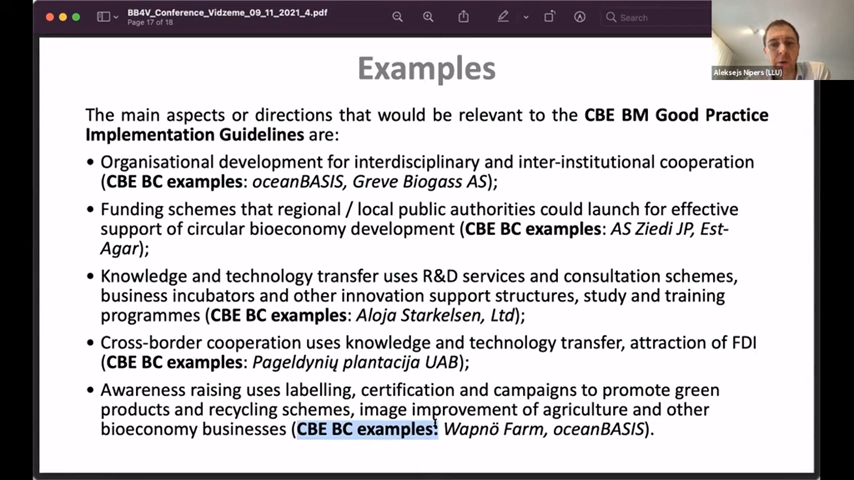 BB4V_Conference_Vidzeme_09_11_2021_4.pdf
Page 17 of 18
Search
Aleksejs Nipers (LLU)
Examples
The main aspects or directions that would be relevant to the CBE BM Good Practice
Implementation Guidelines are:
• Organisational development for interdisciplinary and inter-institutional cooperation
(CBE BC examples: oceanBASIS, Greve Biogass AS);
• Funding schemes that regional / local public authorities could launch for effective
support of circular bioeconomy development (CBE BC examples: AS Ziedi JP, Est-
Agar);
• Knowledge and technology transfer uses R&D services and consultation schemes,
business incubators and other innovation support structures, study and training
programmes (CBE BC examples: Aloja Starkelsen, Ltd);
• Cross-border cooperation uses knowledge and technology transfer, attraction of FDI
(CBE BC examples: Pageldynių plantacija UAB);
• Awareness raising uses labelling, certification and campaigns to promote green
products and recycling schemes, image improvement of agriculture and other
bioeconomy businesses (CBE BC examples: Wapnö Farm, oceanBASIS).